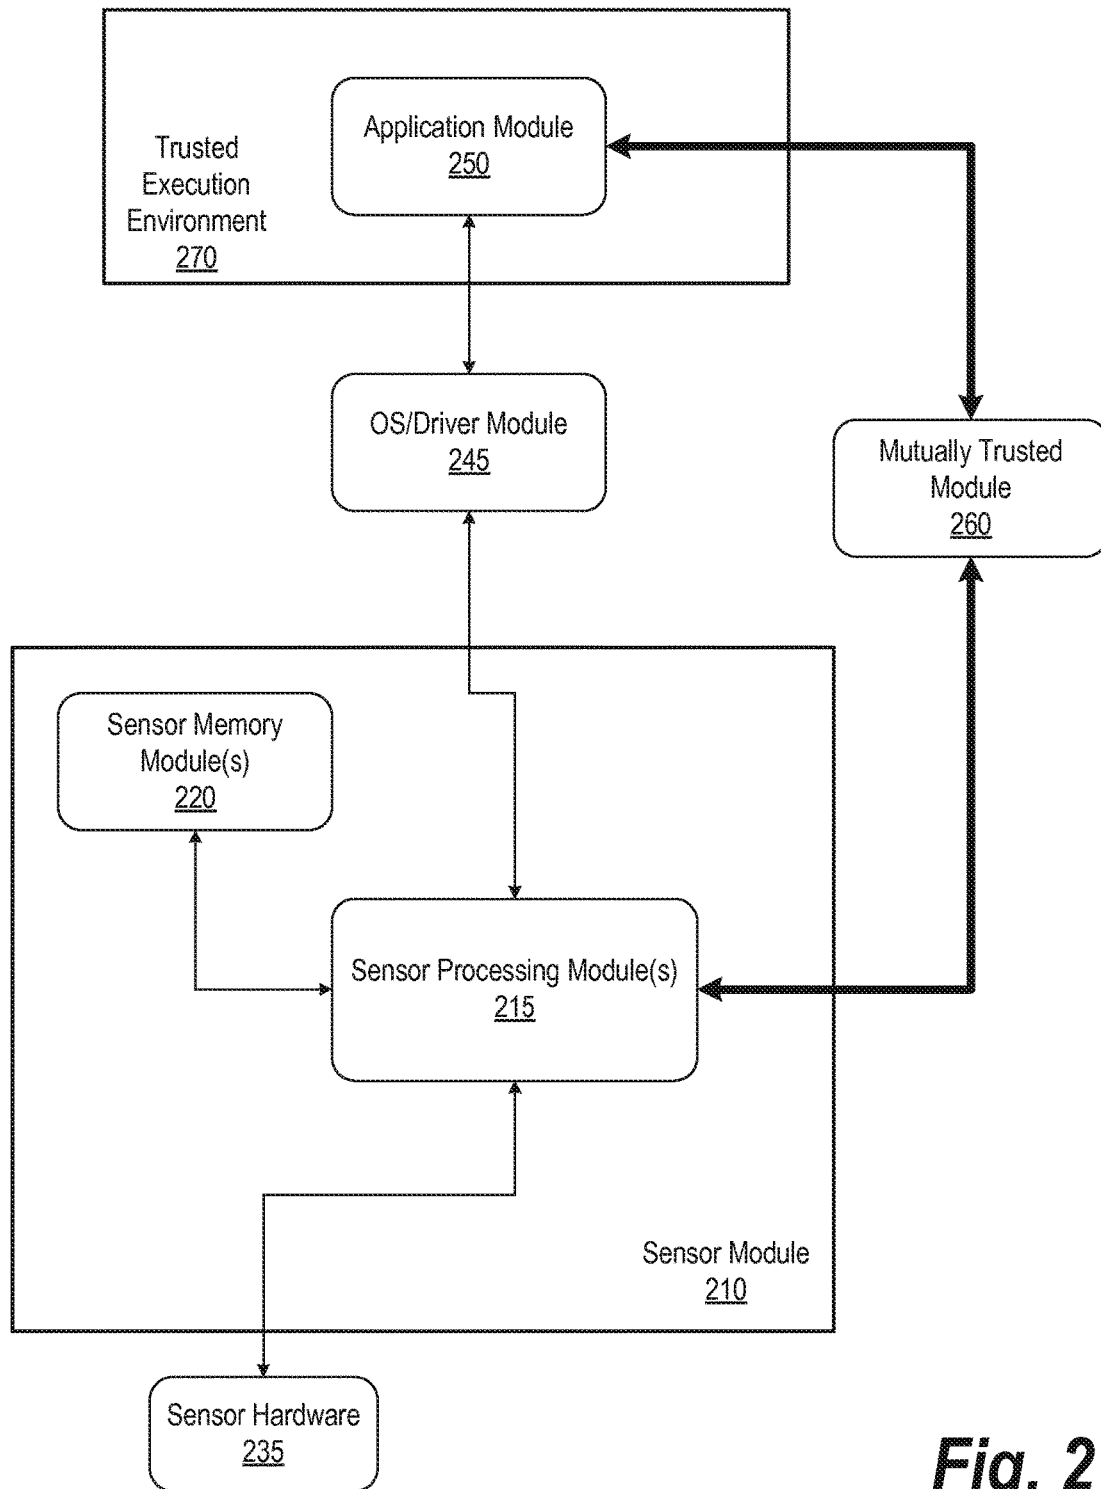 Application Module
250
Trusted
Execution
Environment
270
OS/Driver Module
245
Mutually Trusted
Module
260
Sensor Memory
Module(s)
220
Sensor Processing Module(s)
215
Sensor Module
210
Sensor Hardware
235
Fig. 2